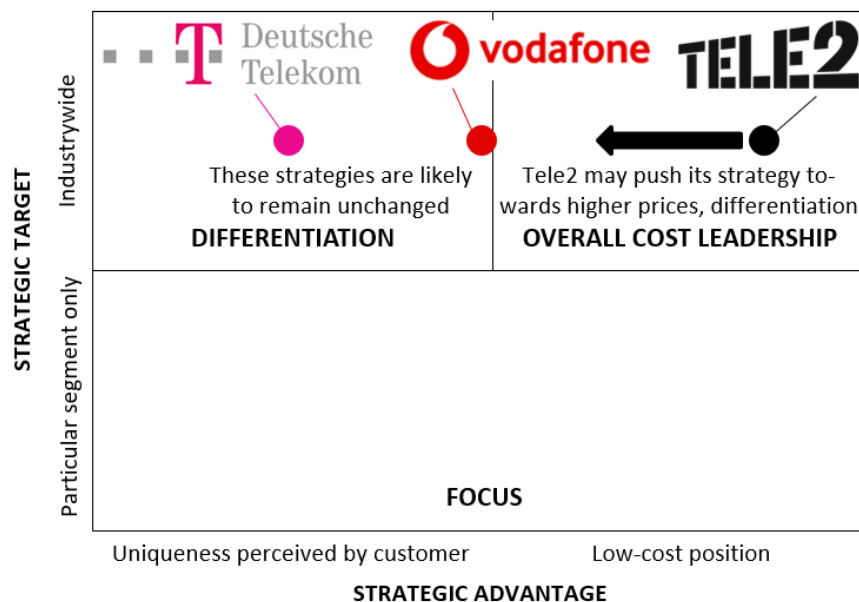 Deutsche
Telekom
T
vodafone
TELE2
Industrywide
These strategies are likely
to remain unchanged
DIFFERENTIATION
Tele2 may push its strategy to-
wards higher prices, differentiation
OVERALL COST LEADERSHIP
STRATEGIC TARGET
Particular segment only
FOCUS
Uniqueness perceived by customer
Low-cost position
STRATEGIC ADVANTAGE